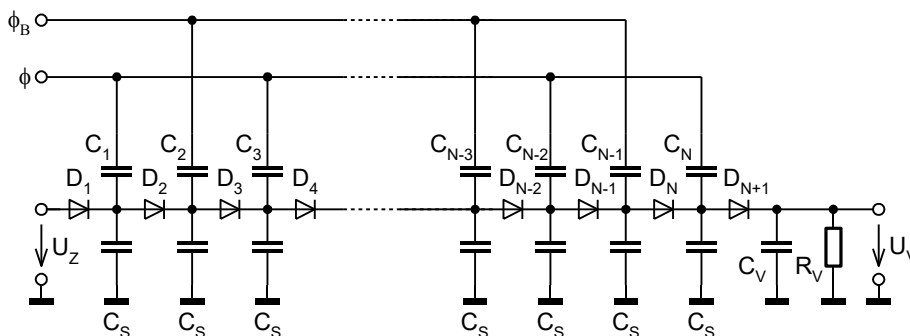 ϕB
ϕ
C1 C2 C3 CN-3 CN-2 CN-1 CN
D1 D2 D3 D4 DN-2 DN-1 DN DN+1
UZ CV RV UV
CS CS CS CS CS CS CS